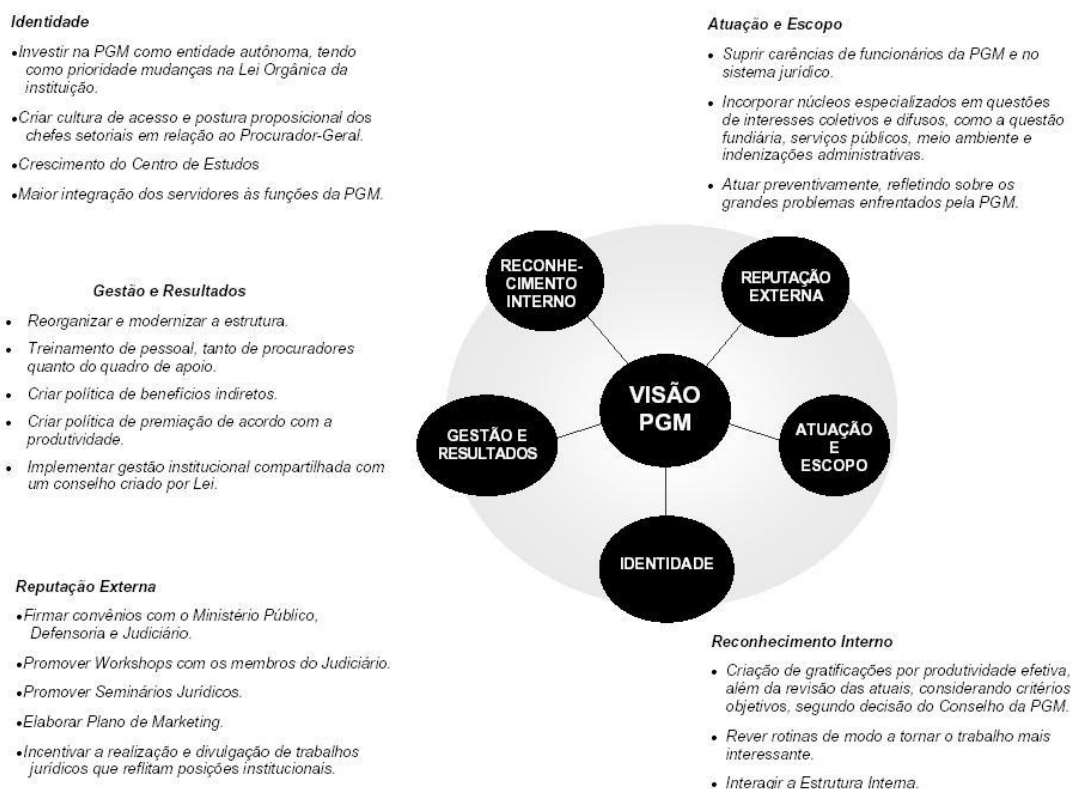 Identidade
•Investir na PGM como entidade autônoma, tendo
como prioridade mudanças na Lei Orgânica da
instituição.
•Criar cultura de acesso e postura proposicional dos
chefes setoriais em relação ao Procurador-Geral.
•Crescimento do Centro de Estudos
•Maior integração dos servidores às funções da PGM.
Atuação e Escopo
• Suprir carências de funcionários da PGM e no
sistema jurídico.
• Incorporar núcleos especializados em questões
de interesses coletivos e difusos, como a questão
fundiária, serviços públicos, meio ambiente e
indenizações administrativas.
• Atuar preventivamente, refletindo sobre os
grandes problemas enfrentados pela PGM.
Gestão e Resultados
• Reorganizar e modernizar a estrutura.
• Treinamento de pessoal, tanto de procuradores
quanto do quadro de apoio.
• Criar política de benefícios indiretos.
• Criar política de premiação de acordo com a
produtividade.
• Implementar gestão institucional compartilhada com
um conselho criado por Lei.
RECONHE-
CIMENTO
INTERNO
REPUTAÇÃO
EXTERNA
VISÃO
PGM
GESTÃO E
RESULTADOS
ATUAÇÃO
E
ESCOPO
IDENTIDADE
Reputação Externa
•Firmar convênios com o Ministério Público,
Defensoria e Judiciário.
•Promover Workshops com os membros do Judiciário.
•Promover Seminários Jurídicos.
•Elaborar Plano de Marketing.
•Incentivar a realização e divulgação de trabalhos
jurídicos que reflitam posições institucionais.
Reconhecimento Interno
• Criação de gratificações por produtividade efetiva,
além da revisão das atuais, considerando critérios
objetivos, segundo decisão do Conselho da PGM.
• Rever rotinas de modo a tornar o trabalho mais
interessante.
• Interagir a Estrutura Interna.